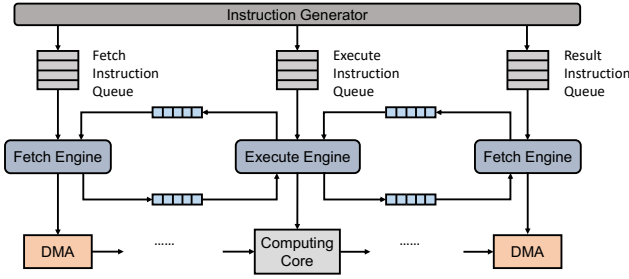 Instruction Generator
Fetch
Instruction
Queue
Execute
Instruction
Queue
Result
Instruction
Queue
Fetch Engine
Execute Engine
Fetch Engine
DMA
......
Computing
Core
......
DMA